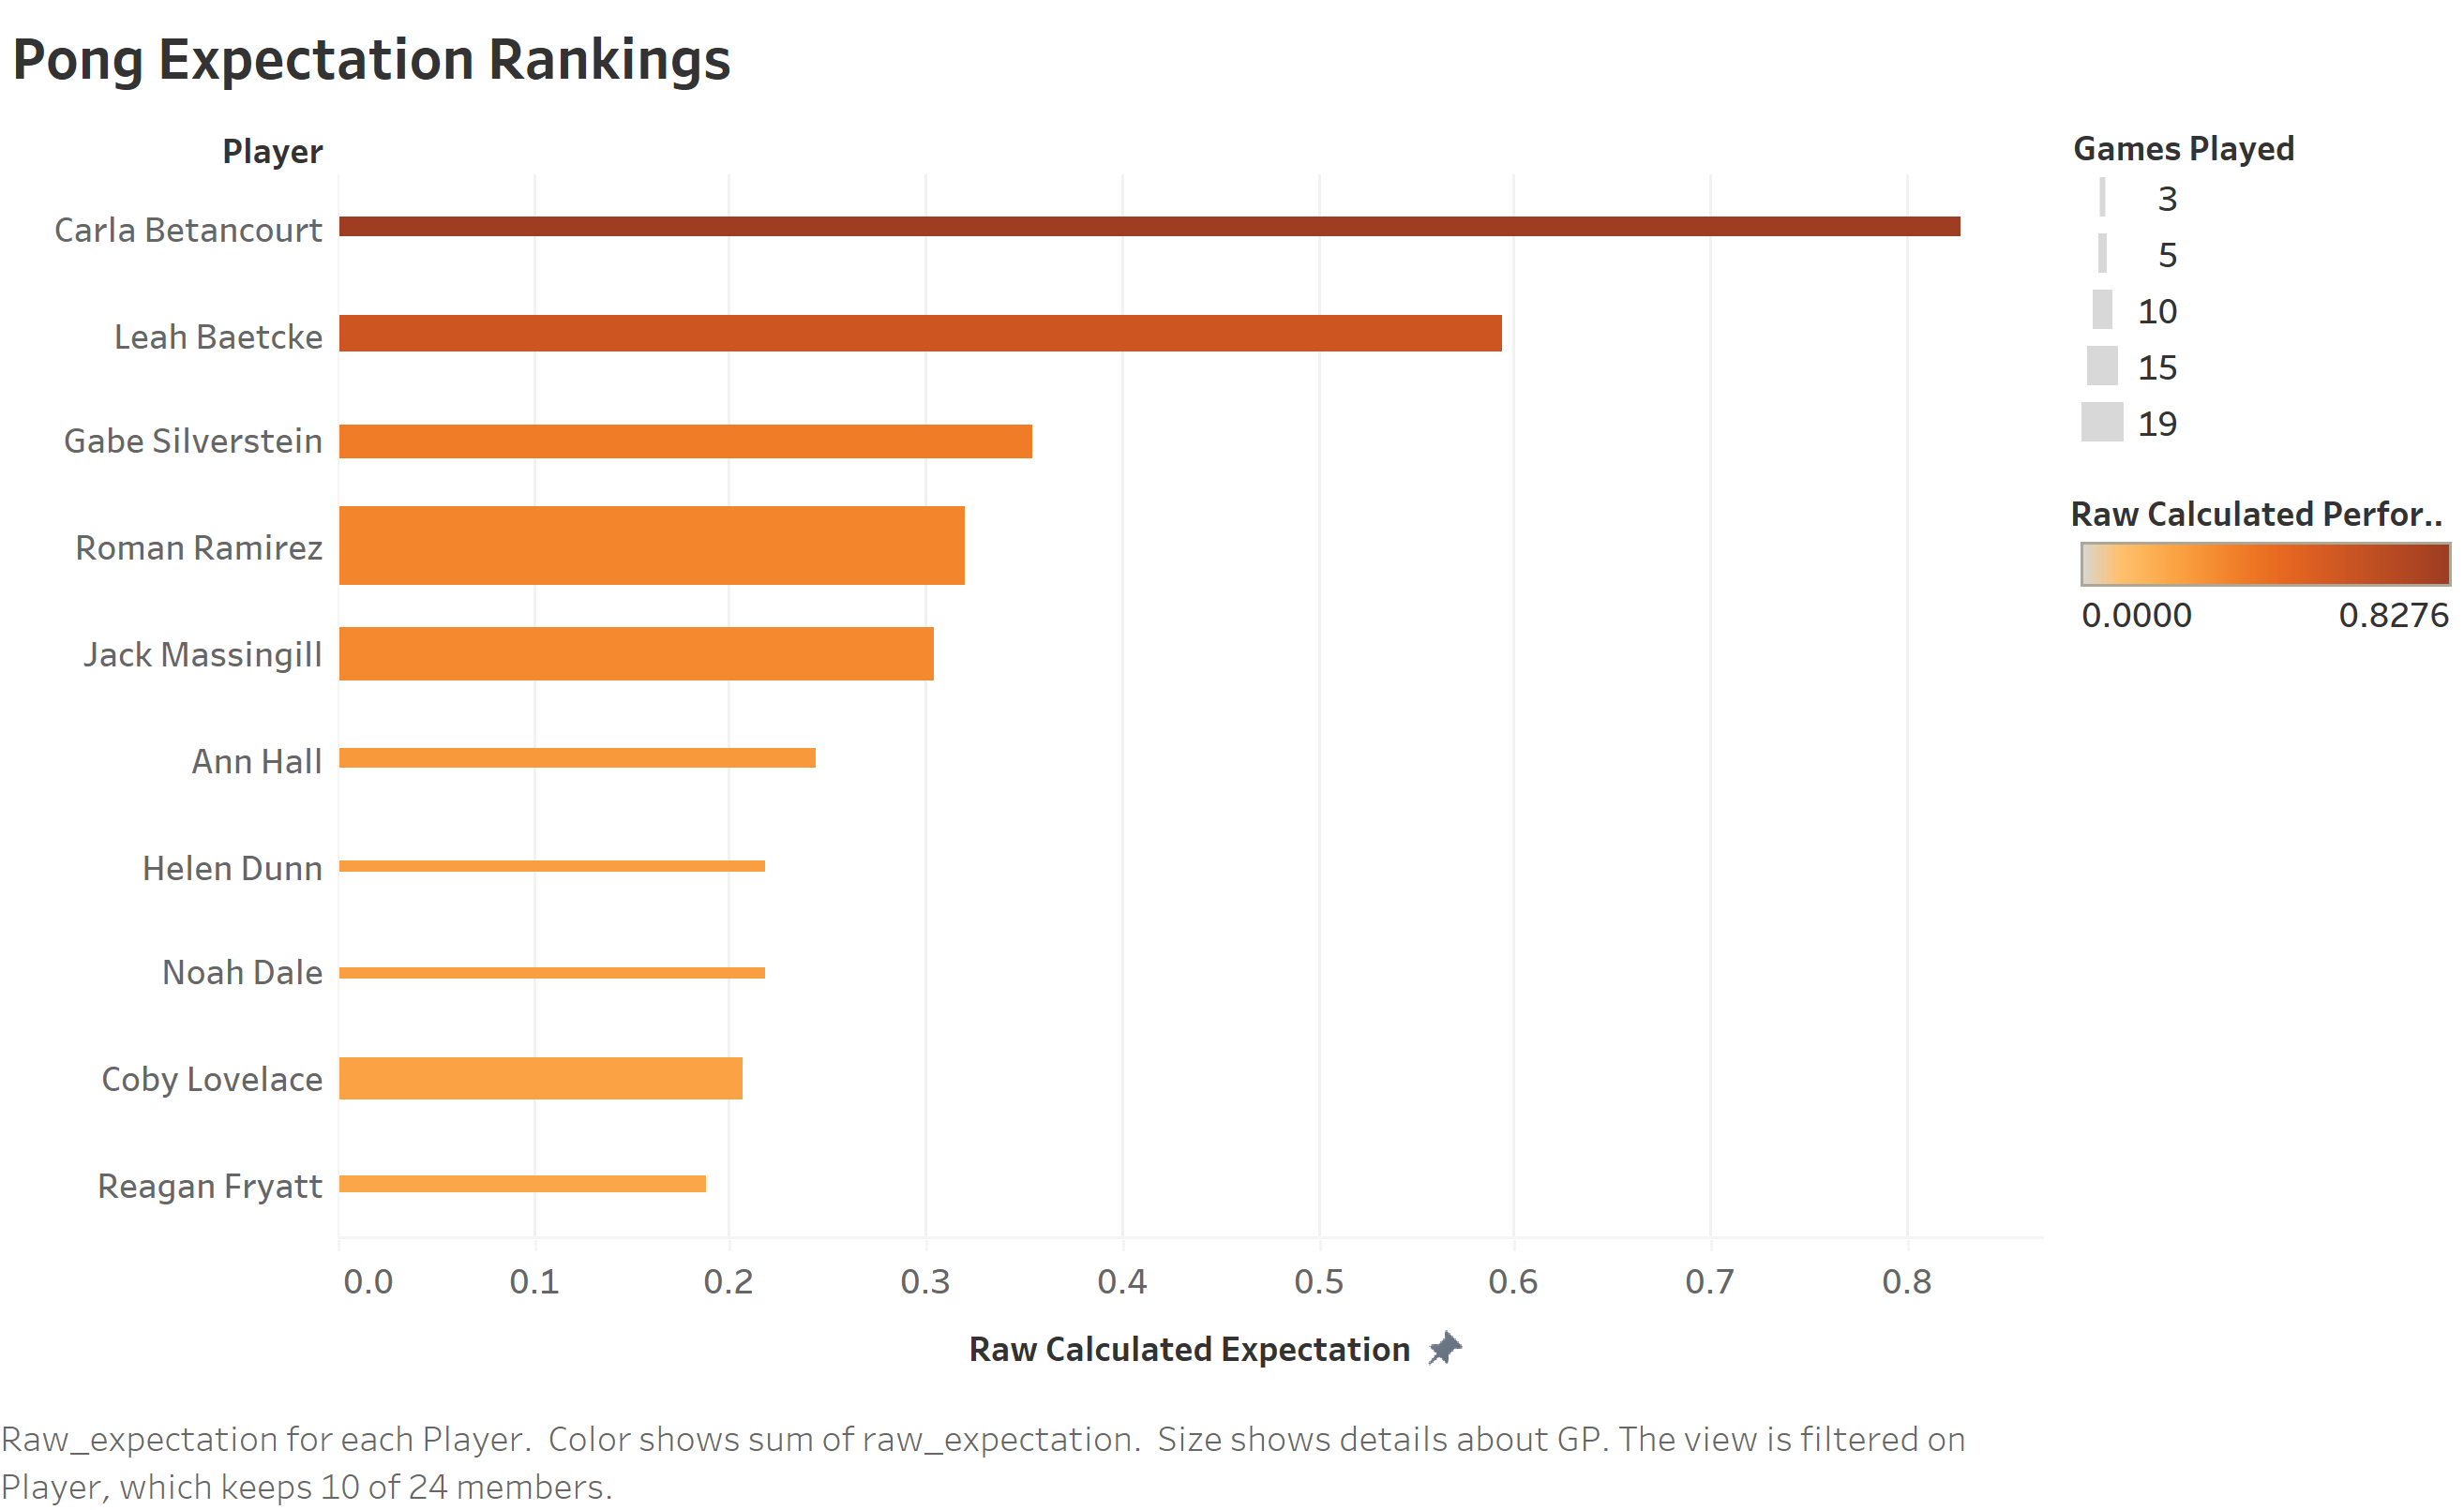 Pong Expectation Rankings
Player
Carla Betancourt
Leah Baetcke
Gabe Silverstein
Roman Ramirez
Jack Massingill
Ann Hall
Helen Dunn
Noah Dale
Coby Lovelace
Reagan Fryatt
0.0 0.1 0.2 0.3 0.4 0.5 0.6 0.7 0.8
Raw Calculated Expectation
Games Played
3
5
10
15
19
Raw Calculated Perfor..
0.0000 0.8276
Raw_expectation for each Player. Color shows sum of raw_expectation. Size shows details about GP. The view is filtered on
Player, which keeps 10 of 24 members.